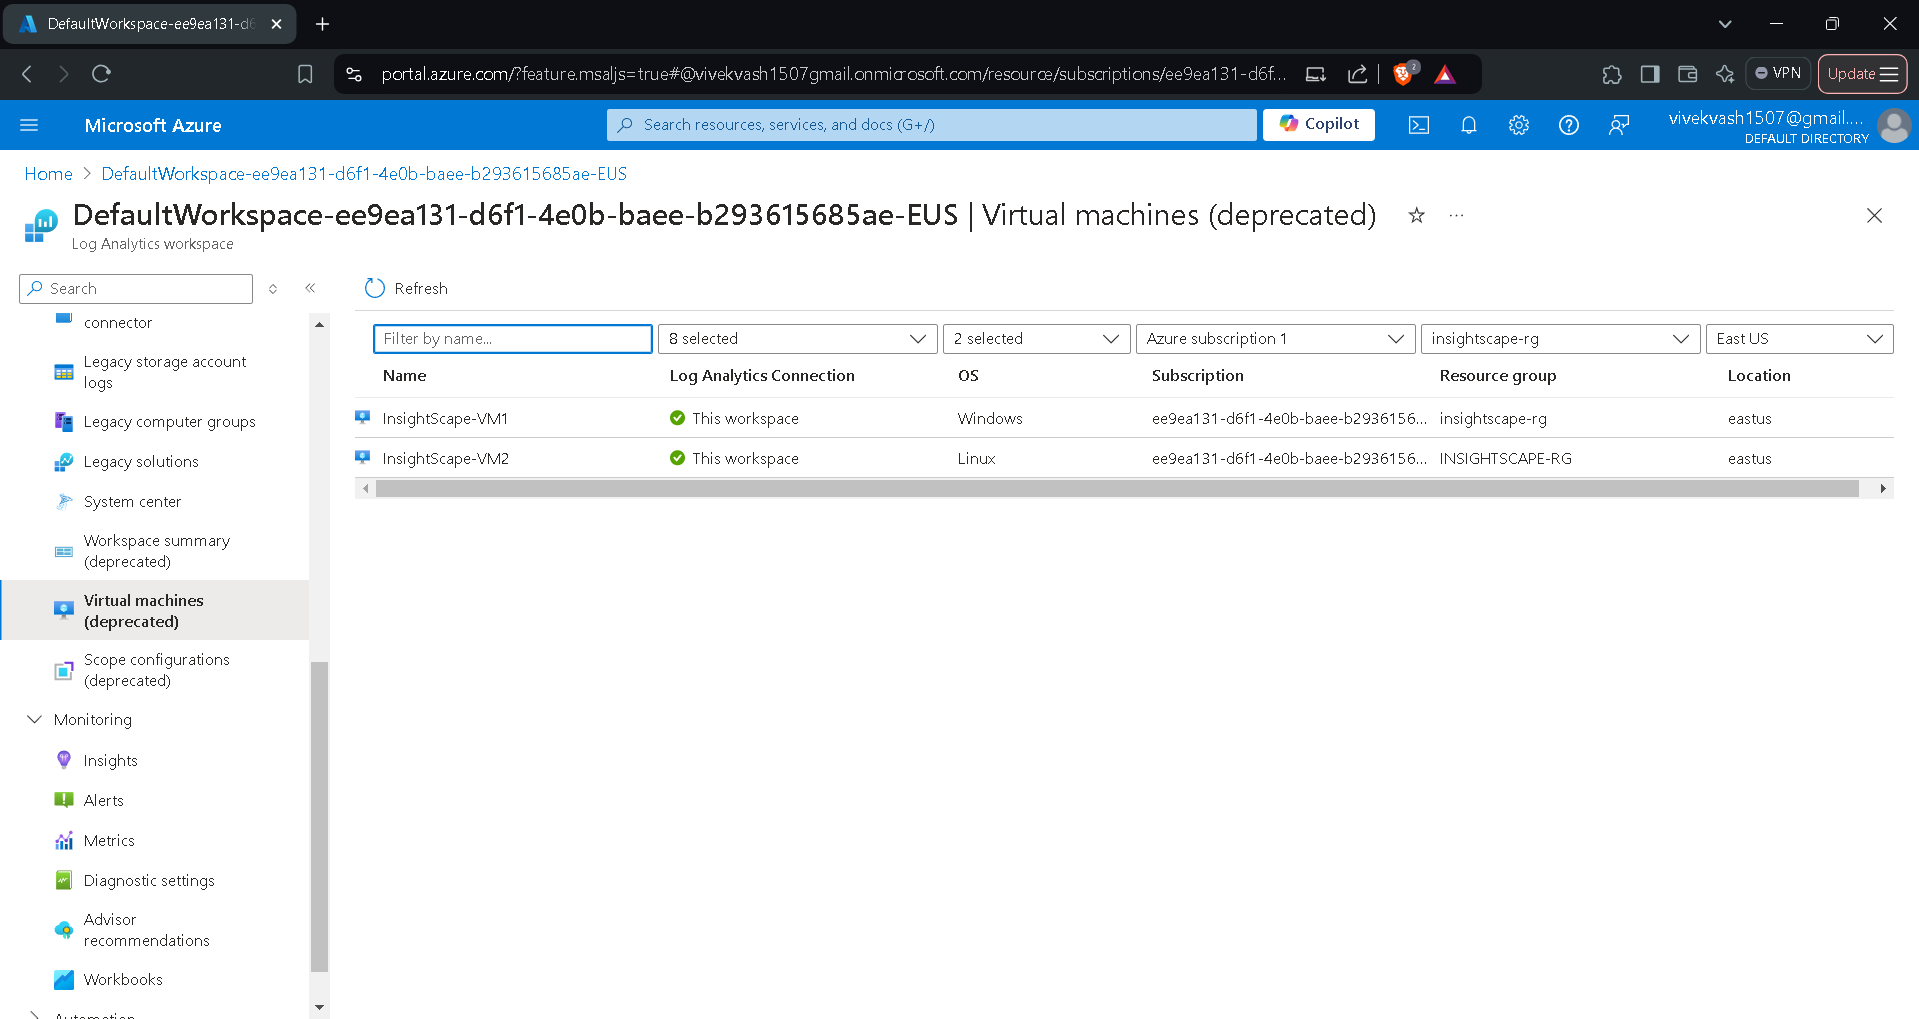 DefaultWorkspace-ee9ea131-d6
portal.azure.com/?feature.msaljs=true#@vivekvash1507gmail.onmicrosoft.com/resource/subscriptions/ee9ea131-d6f...
2
VPN
Update
Microsoft Azure
Search resources, services, and docs (G+/)
Copilot
vivekvash1507@gmail....
DEFAULT DIRECTORY
Home > DefaultWorkspace-ee9ea131-d6f1-4e0b-baee-b293615685ae-EUS
DefaultWorkspace-ee9ea131-d6f1-4e0b-baee-b293615685ae-EUS | Virtual machines (deprecated)
Log Analytics workspace
Search
connector
Legacy storage account
logs
Legacy computer groups
Legacy solutions
System center
Workspace summary
(deprecated)
Virtual machines
(deprecated)
Scope configurations
(deprecated)
Monitoring
Insights
Alerts
Metrics
Diagnostic settings
Advisor
recommendations
Workbooks
Automation
Refresh
Filter by name... 8 selected 2 selected Azure subscription 1 insightscape-rg East US
Name Log Analytics Connection OS Subscription Resource group Location
InsightScape-VM1 This workspace Windows ee9ea131-d6f1-4e0b-baee-b2936156... insightscape-rg eastus
InsightScape-VM2 This workspace Linux ee9ea131-d6f1-4e0b-baee-b2936156... INSIGHTSCAPE-RG eastus